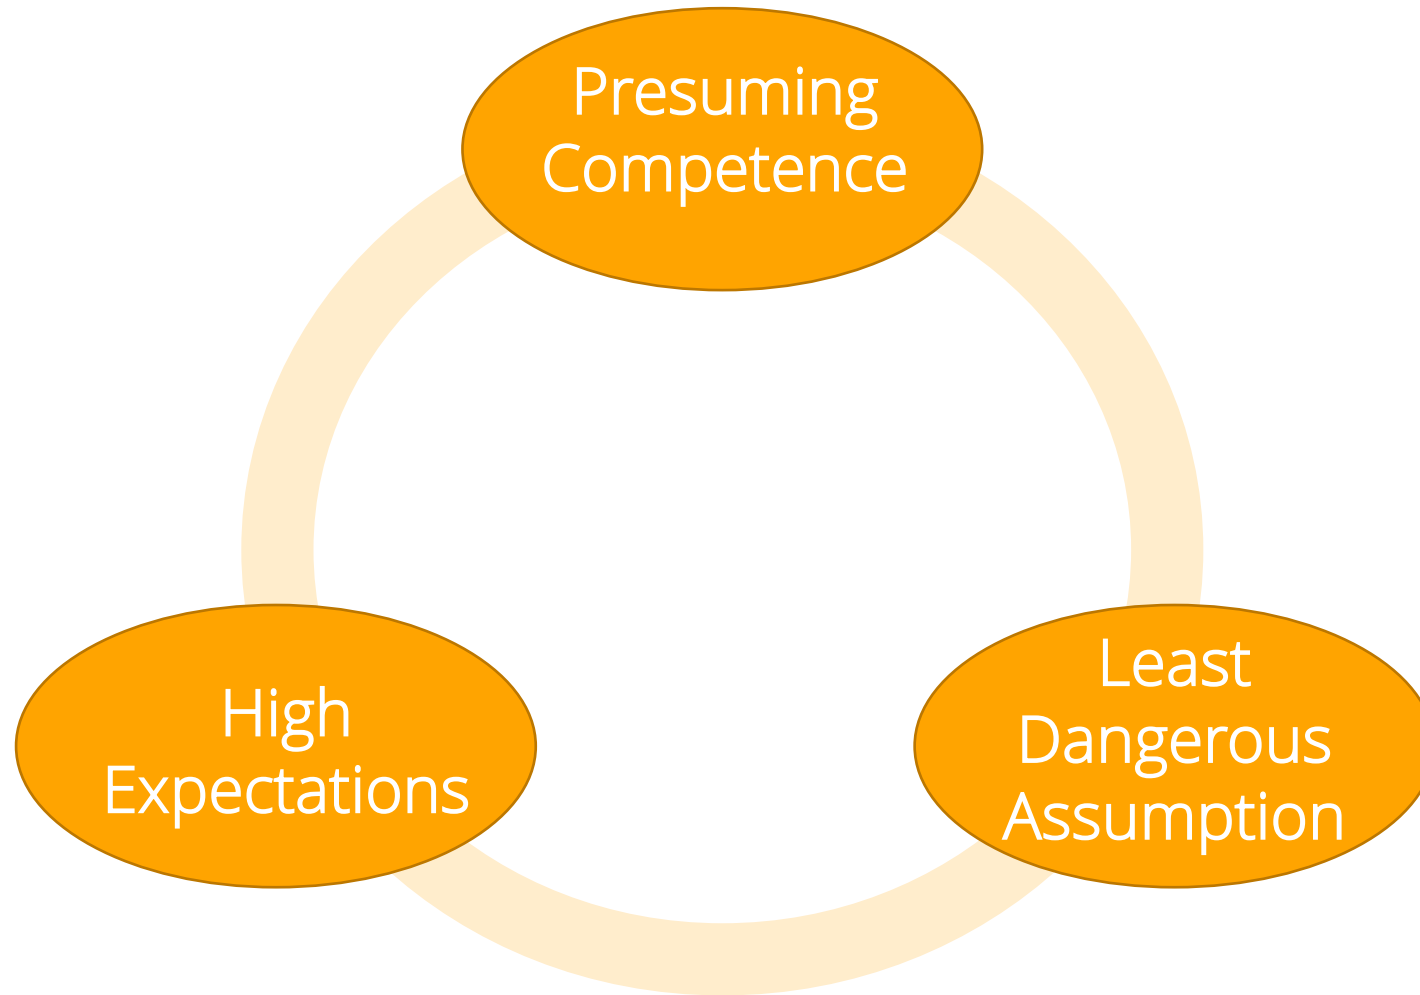 Presuming
Competence
High
Expectations
Least
Dangerous
Assumption